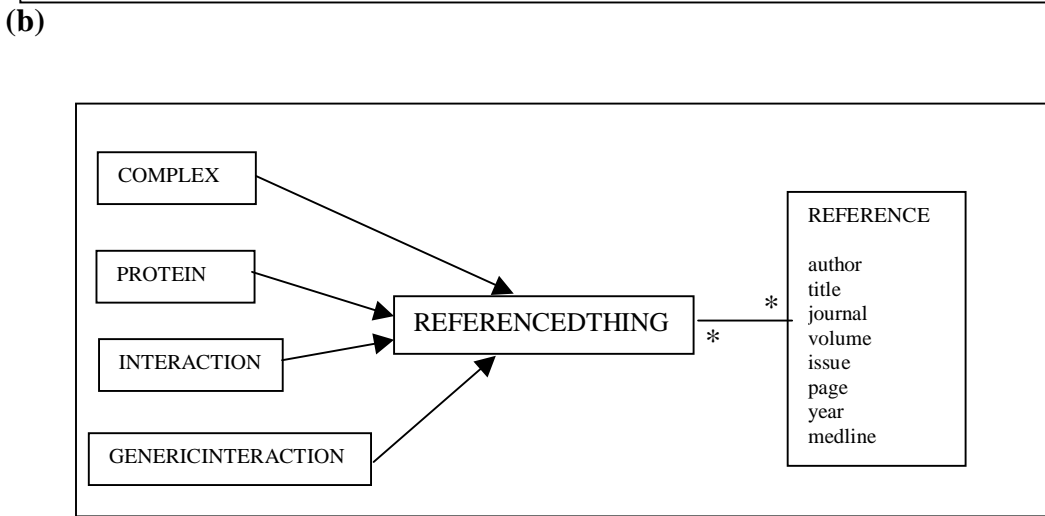 (b)
COMPLEX
PROTEIN
INTERACTION
GENERICINTERACTION
REFERENCEDTHING
*
*
REFERENCE
author
title
journal
volume
issue
page
year
medline